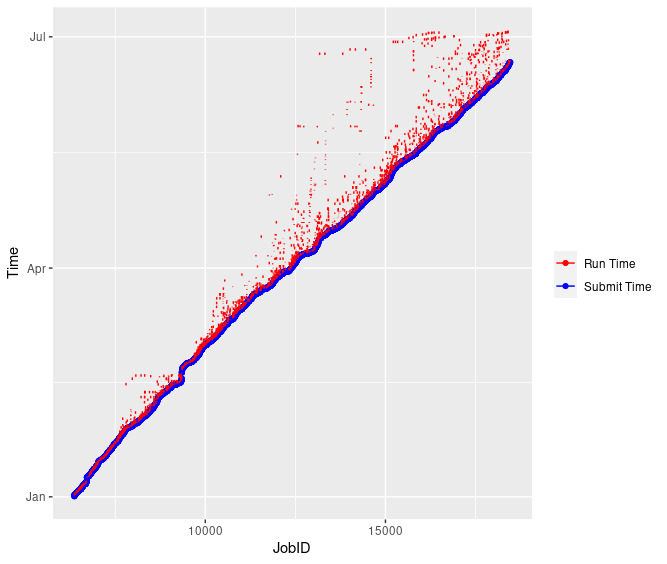 Jul
Apr
Jan
Time
10000
15000
JobID
Run Time
Submit Time